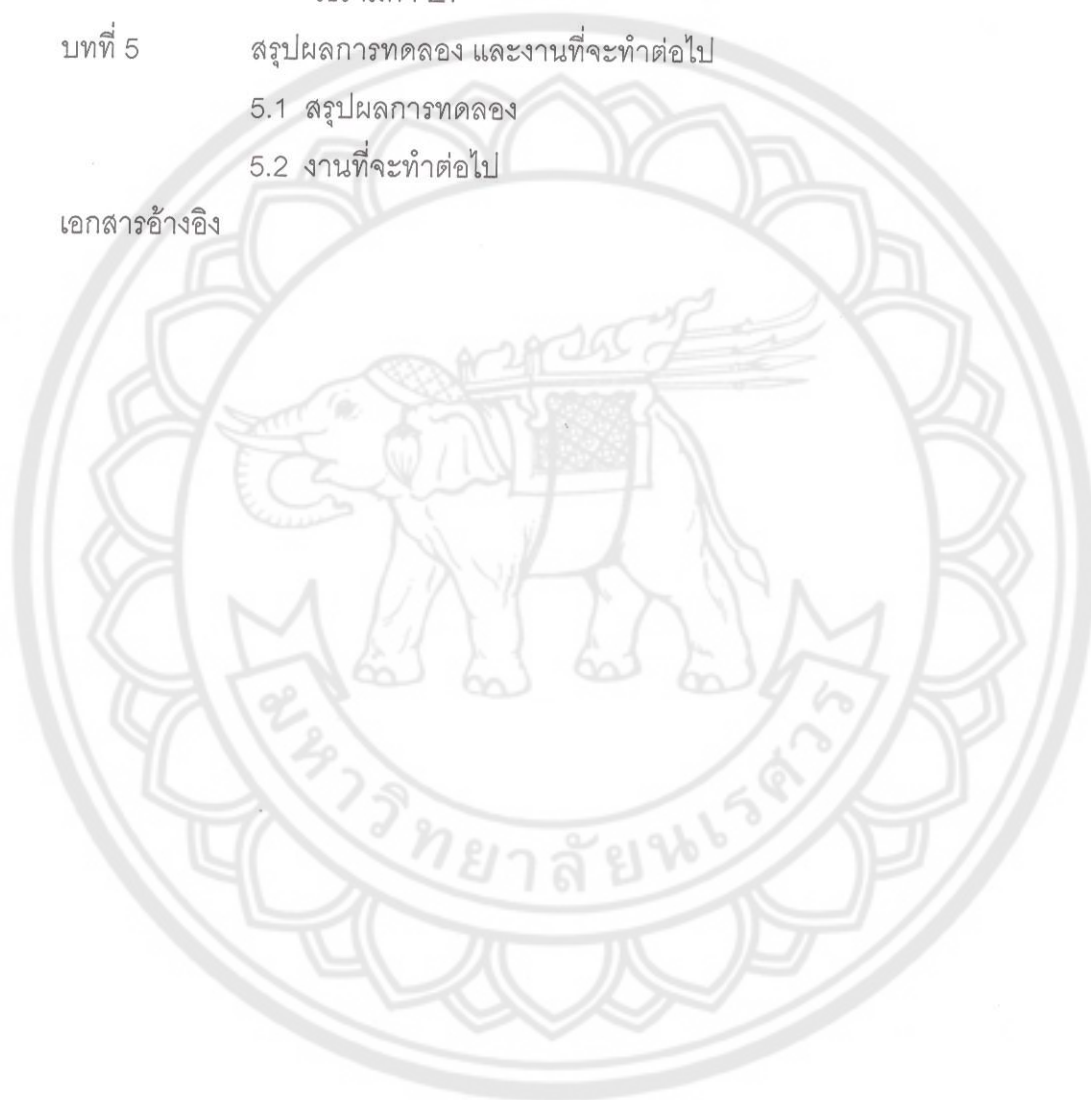 บทที่ 5 สรุปผลการทดลอง และงานที่จะทำต่อไป
5.1 สรุปผลการทดลอง
5.2 งานที่จะทำต่อไป
เอกสารอ้างอิง
มหาวิทยาลัยนเรศวร